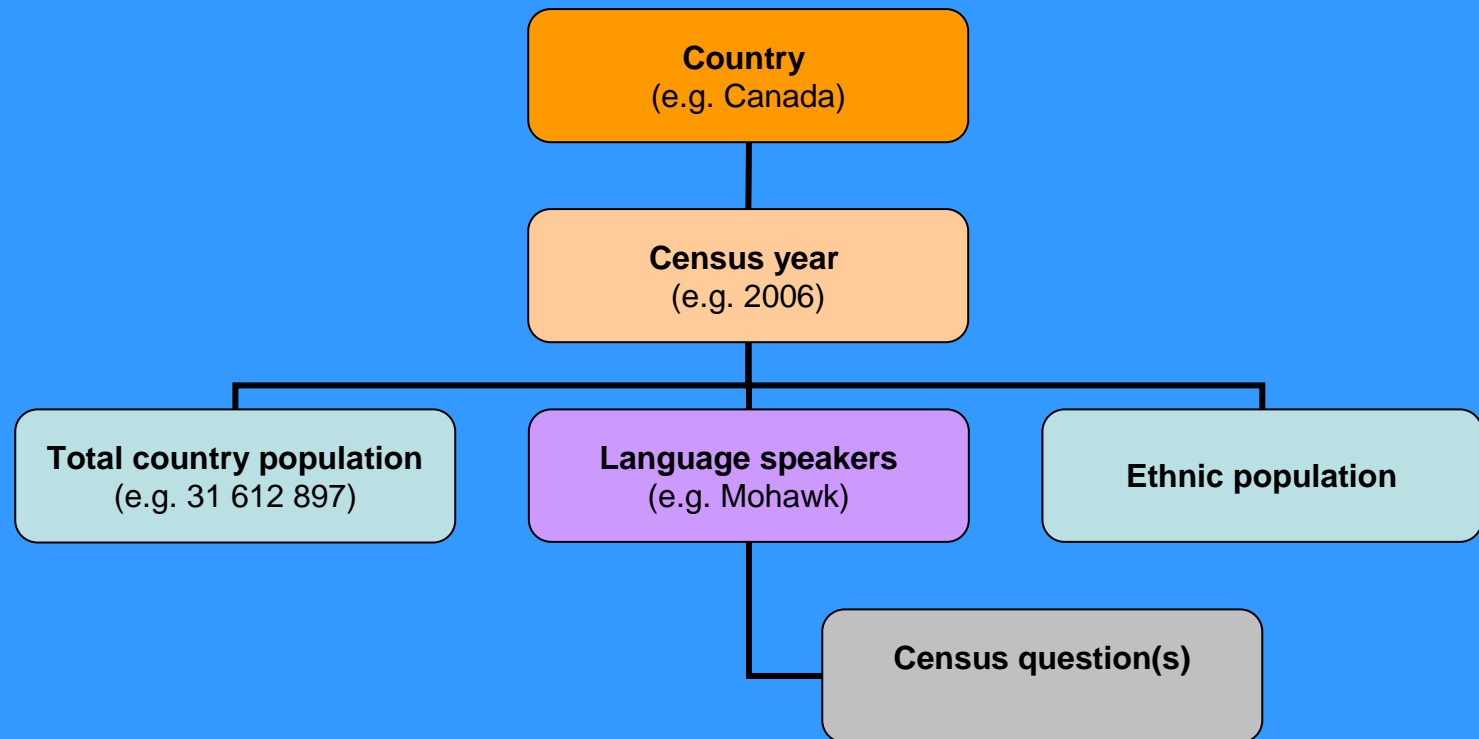 Country
(e.g. Canada)
Census year
(e.g. 2006)
Total country population
(e.g. 31 612 897)
Language speakers
(e.g. Mohawk)
Ethnic population
Census question(s)